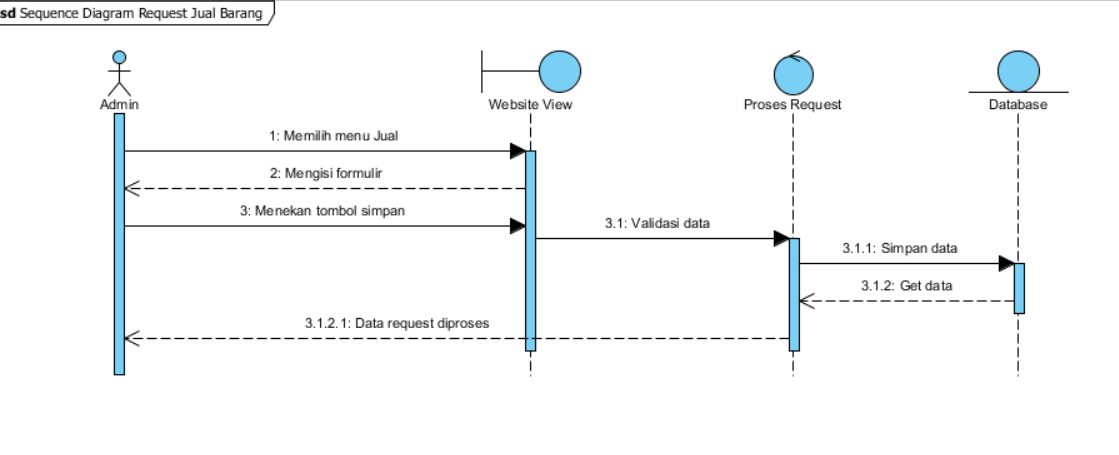 sd Sequence Diagram Request Jual Barang
Admin
Website View
Proses Request
Database
1: Memilih menu Jual
2: Mengisi formulir
3: Menekan tombol simpan
3.1: Validasi data
3.1.1: Simpan data
3.1.2: Get data
3.1.2.1: Data request diproses